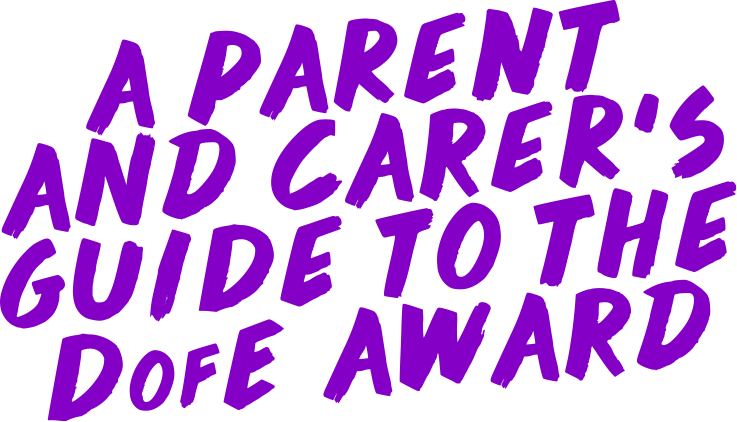 A PARENT
AND CARER'S
GUIDE TO THE
DOFE AWARD